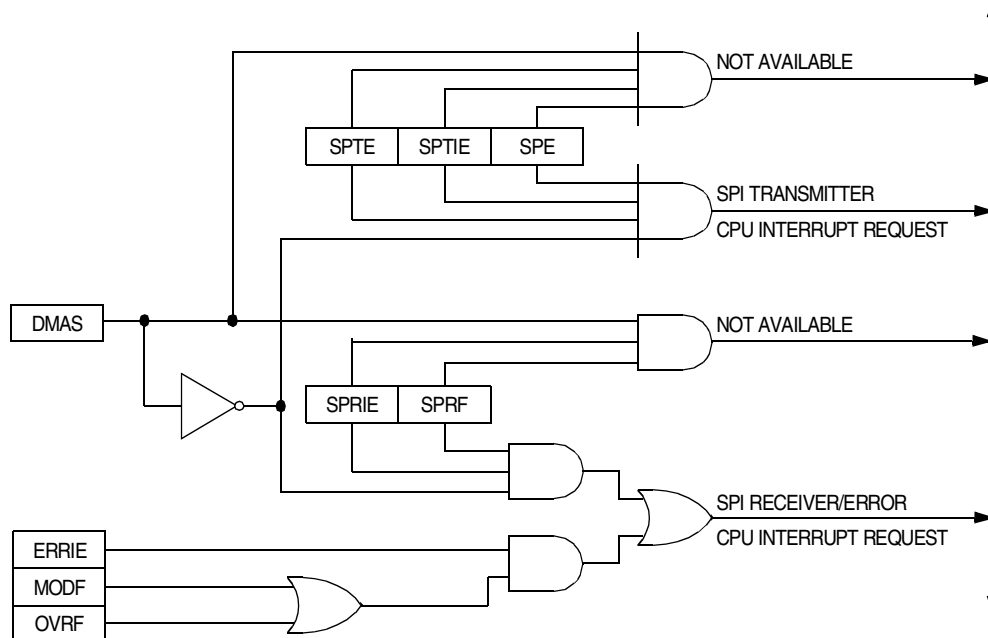 NOT AVAILABLE
SPTE SPTIE SPE
SPI TRANSMITTER
CPU INTERRUPT REQUEST
DMAS
NOT AVAILABLE
SPRIE SPRF
SPI RECEIVER/ERROR
CPU INTERRUPT REQUEST
ERRIE
MODF
OVRF